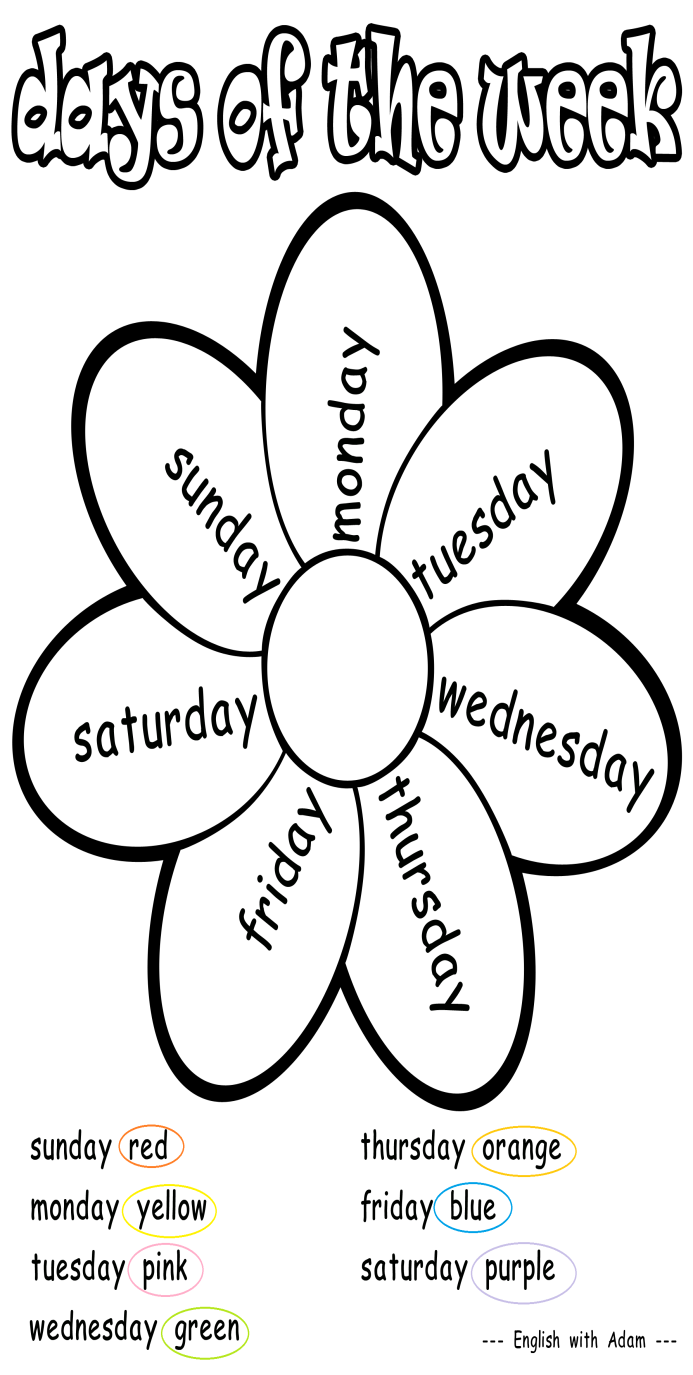 days of the week
monday
sunday
tuesday
saturday
wednesday
friday
thursday
sunday red
monday yellow
tuesday pink
wednesday green
thursday orange
friday blue
saturday purple
--- English with Adam ---